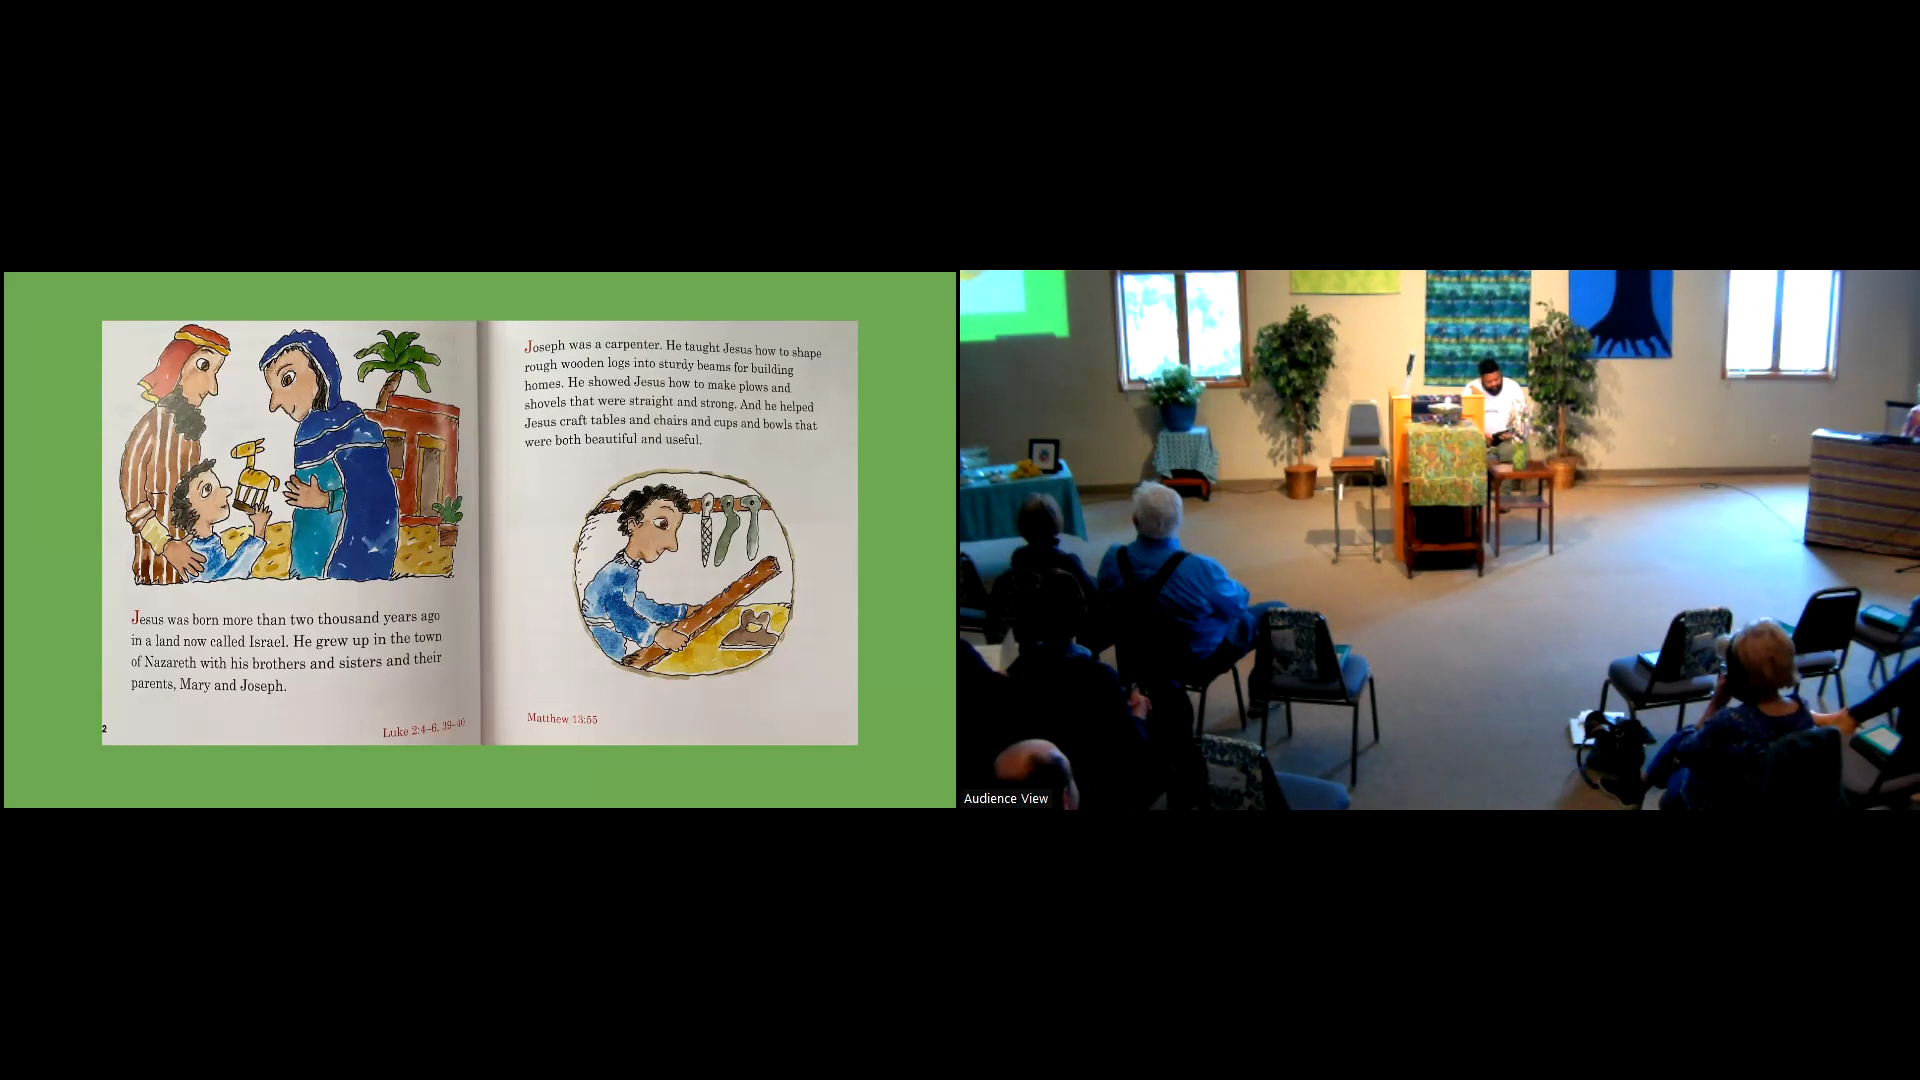 Jesus was born more than two thousand years ago
in a land now called Israel. He grew up in the town
of Nazareth with his brothers and sisters and their
parents, Mary and Joseph.
2
Luke 2:4–6, 39–40
Joseph was a carpenter. He taught Jesus how to shape
rough wooden logs into sturdy beams for building
homes. He showed Jesus how to make plows and
shovels that were straight and strong. And he helped
Jesus craft tables and chairs and cups and bowls that
were both beautiful and useful.
Matthew 13:55
Audience View